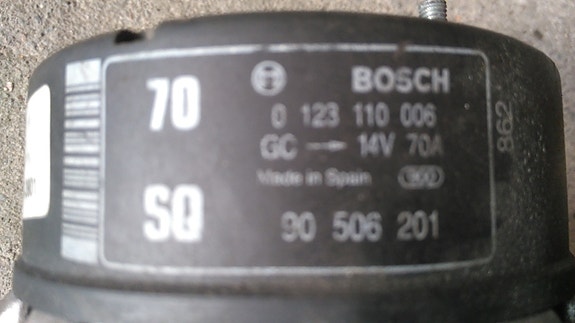 70
BOSCH
0 123 110 006
GC 14V 70A
Made in Spain
SQ
90 506 201
862